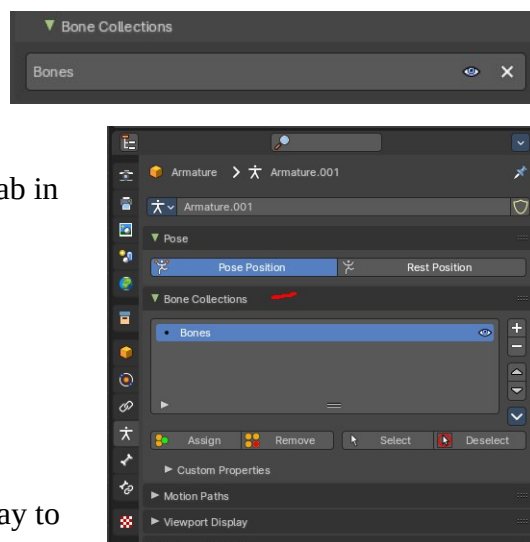 Bone Collections
Bones
Armature
Armature.001
ab in
Armature.001
Pose
Pose Position
Rest Position
Bone Collections
Bones
Assign
Remove
Select
Deselect
Custom Properties
Motion Paths
ay to
Viewport Display